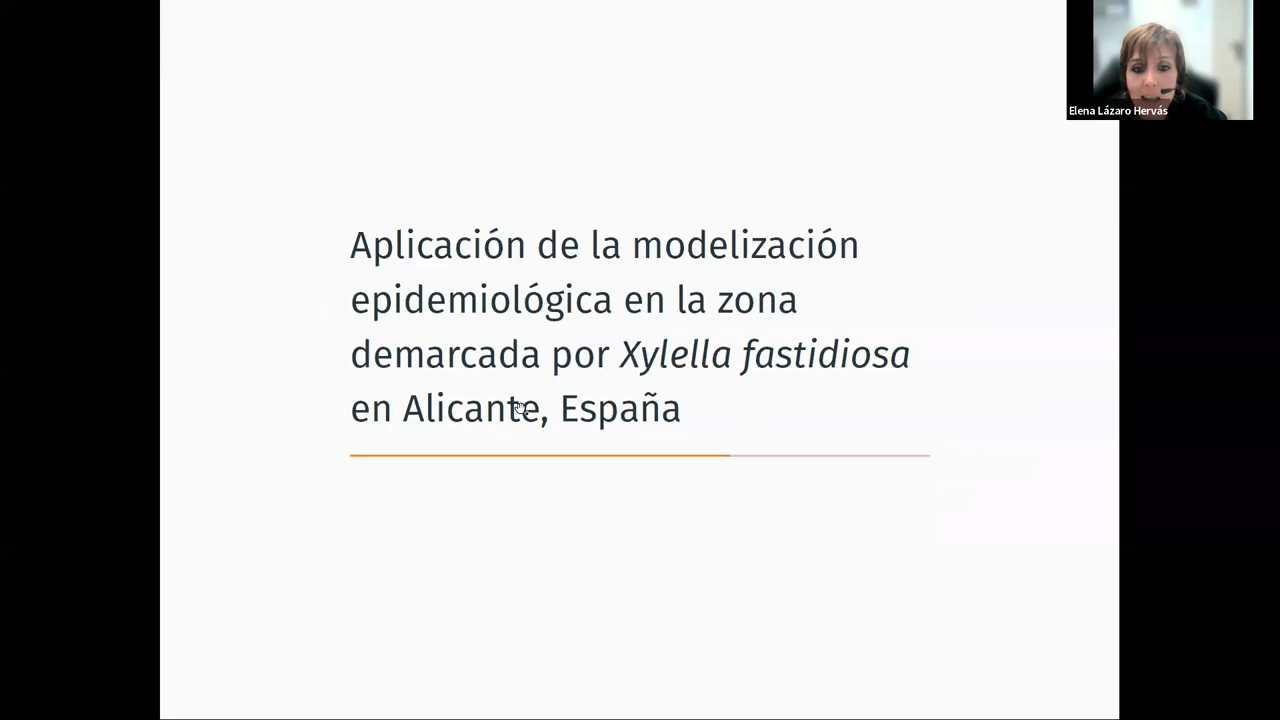 Elena Lázaro Hervás
Aplicación de la modelización
epidemiológica en la zona
demarcada por Xylella fastidiosa
en Alicante, España